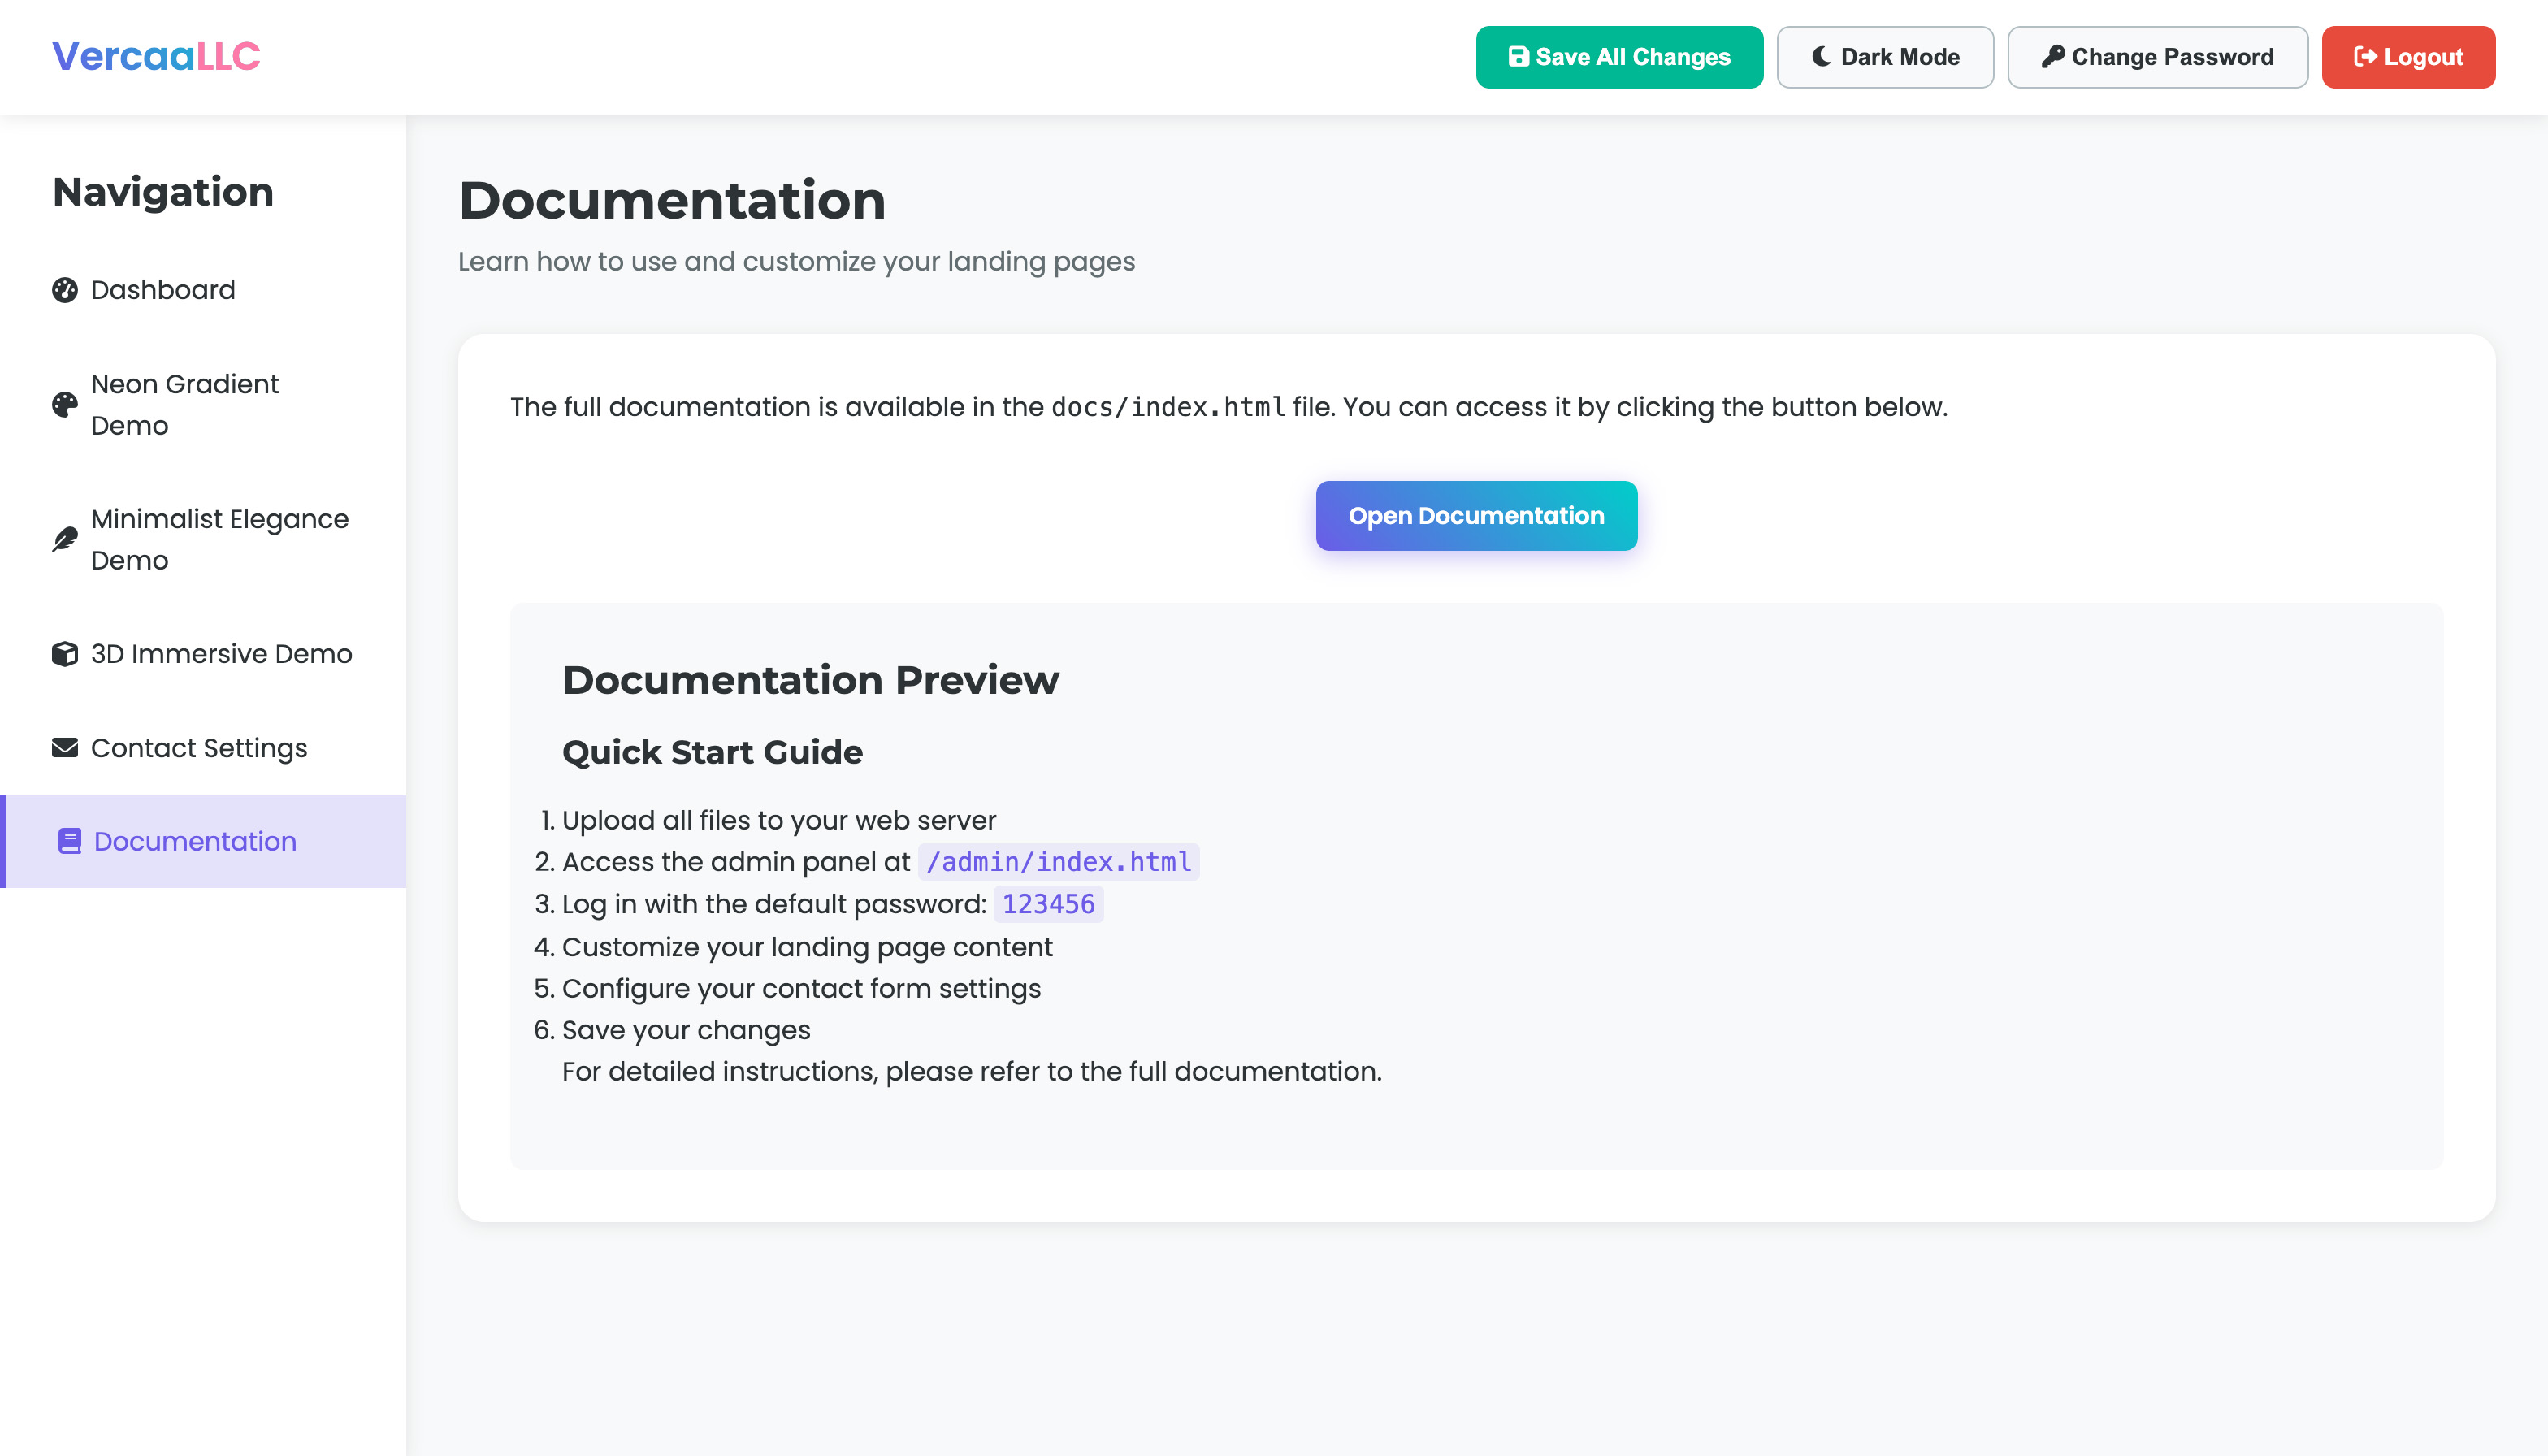 VercaaLLC
Save All Changes
Dark Mode
Change Password
Logout
Navigation
Dashboard
Neon Gradient
Demo
Minimalist Elegance
Demo
3D Immersive Demo
Contact Settings
Documentation
Documentation
Learn how to use and customize your landing pages
The full documentation is available in the docs/index.html file. You can access it by clicking the button below.
Open Documentation
Documentation Preview
Quick Start Guide
1. Upload all files to your web server
2. Access the admin panel at /admin/index.html
3. Log in with the default password: 123456
4. Customize your landing page content
5. Configure your contact form settings
6. Save your changes
For detailed instructions, please refer to the full documentation.